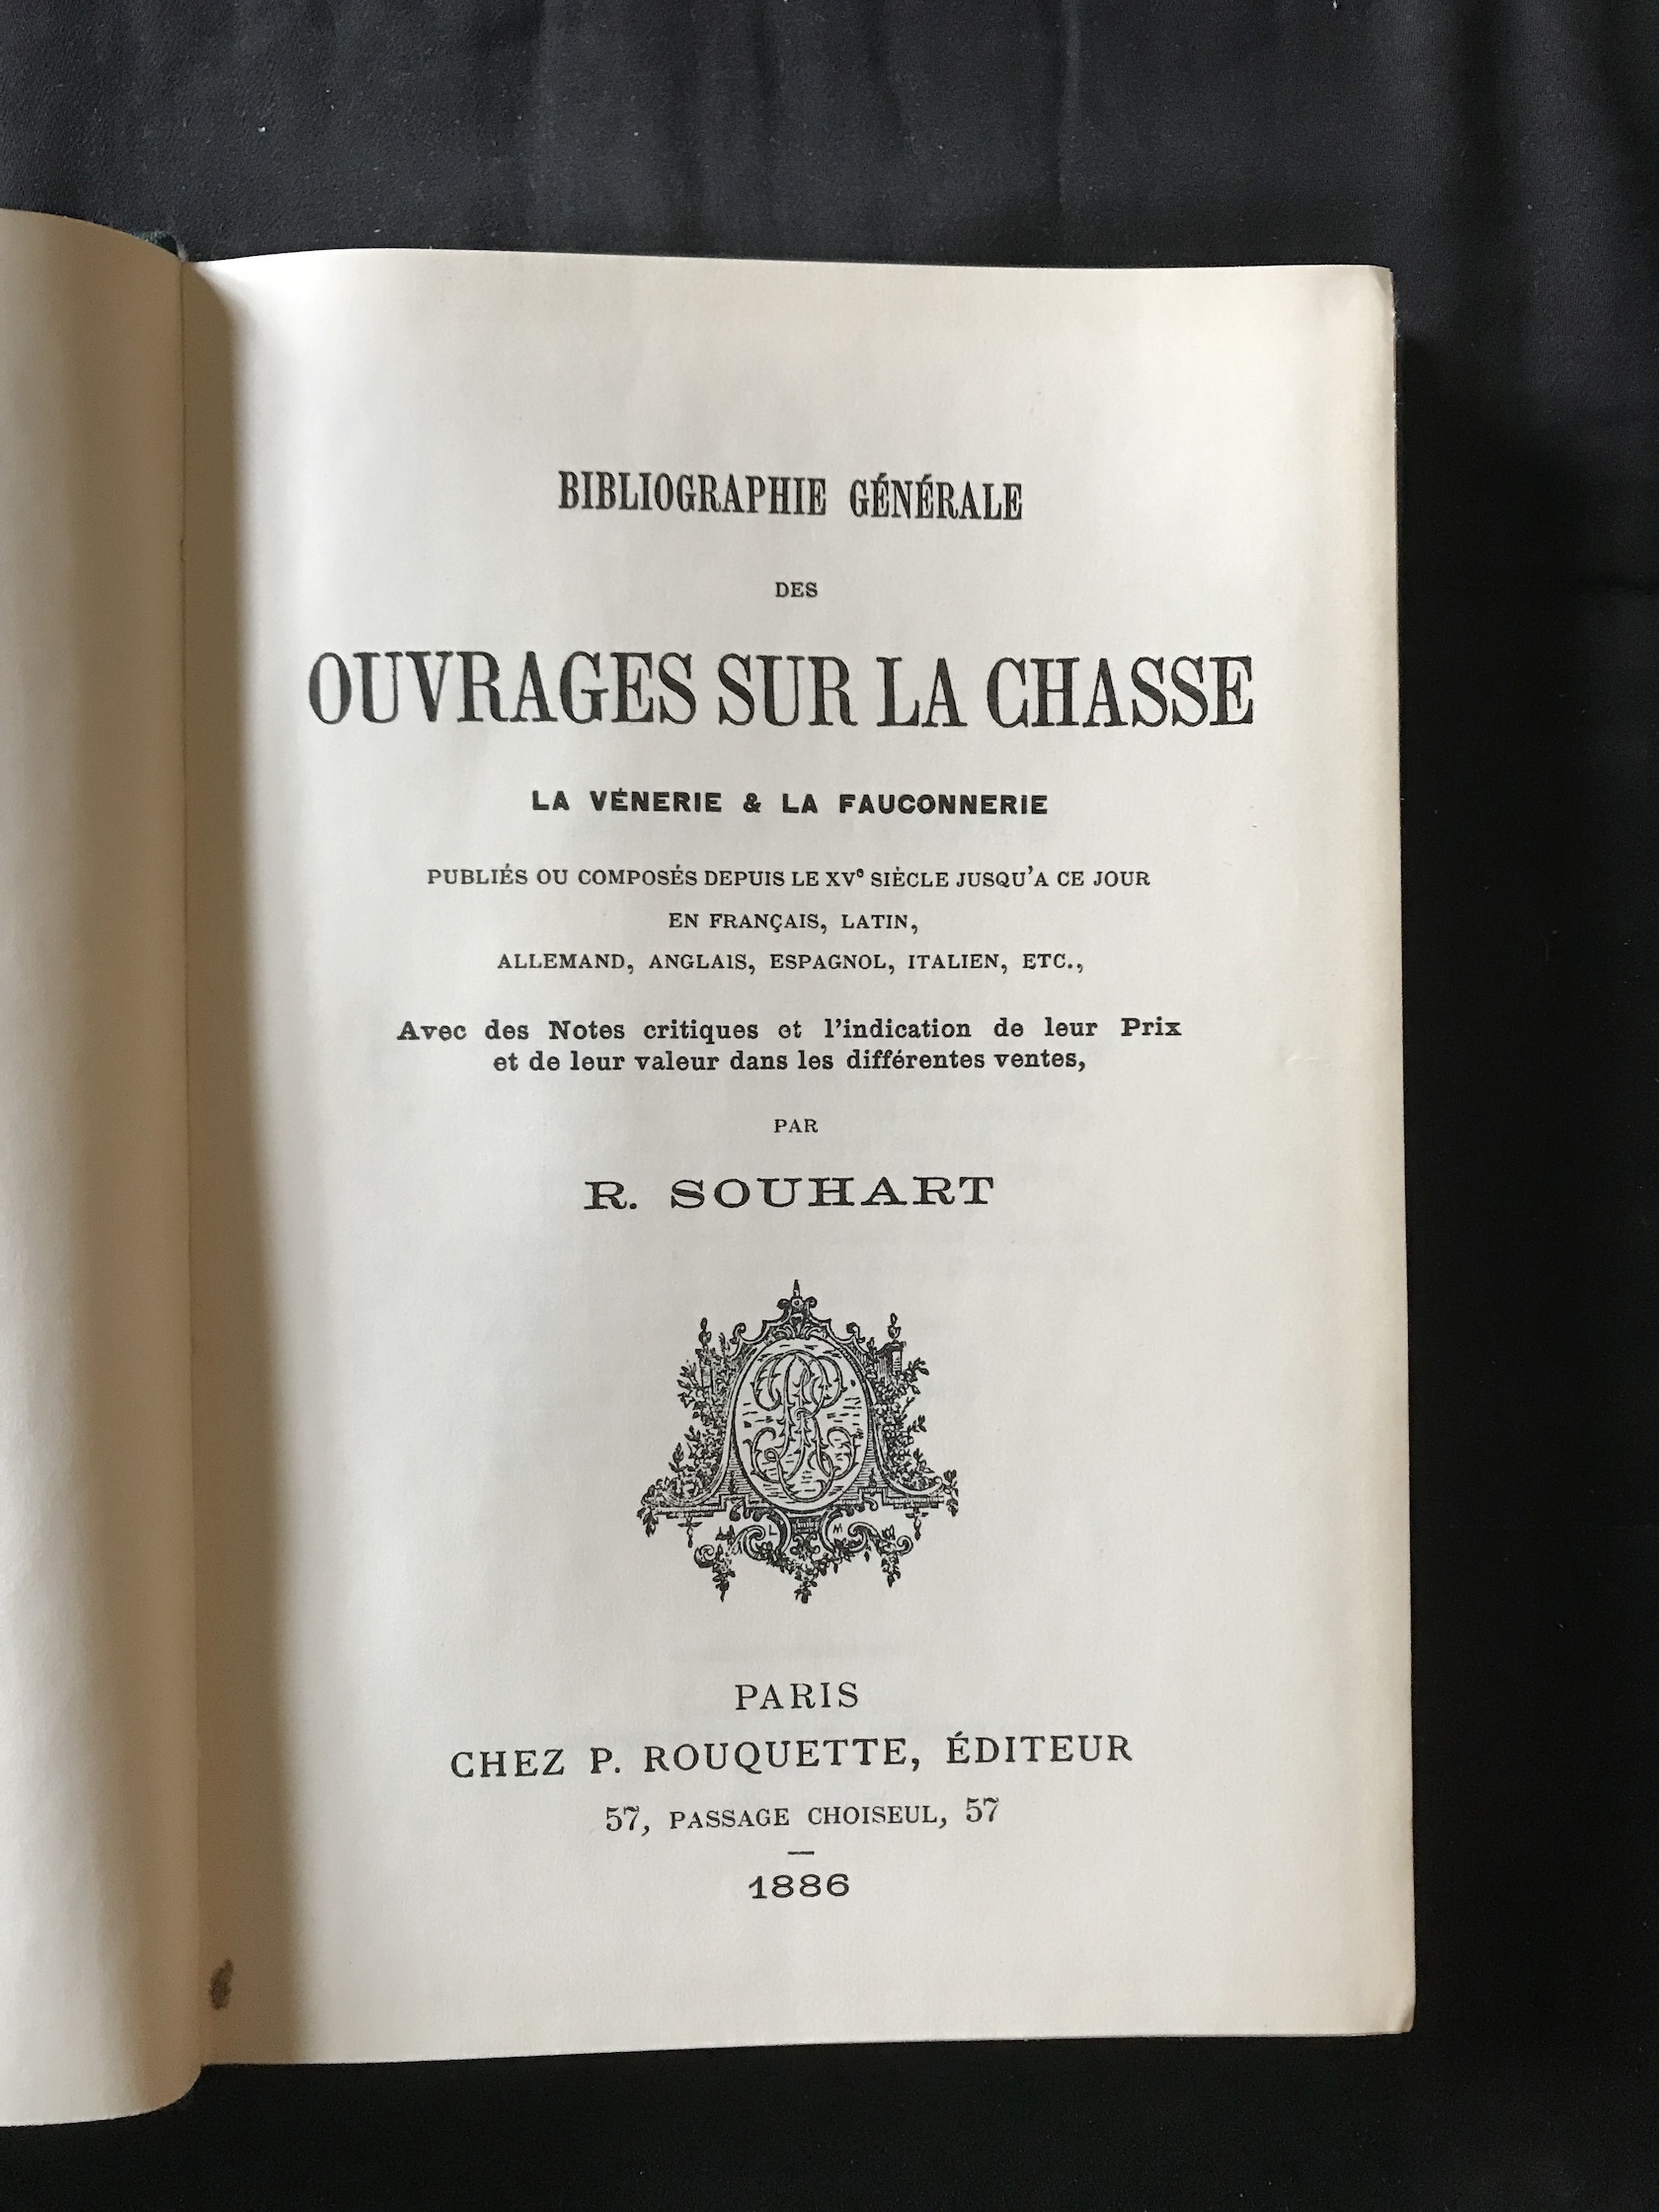 BIBLIOGRAPHIE GÉNÉRALE
DES
OUVRAGES SUR LA CHASSE
LA VÉNERIE & LA FAUCONNERIE
PUBLIÉS OU COMPOSÉS DEPUIS LE XVe SIÈCLE JUSQU'A CE JOUR
EN FRANÇAIS, LATIN,
ALLEMAND, ANGLAIS, ESPAGNOL, ITALIEN, ETC.,
Avec des Notes critiques et l'indication de leur Prix
et de leur valeur dans les différentes ventes,
PAR
R. SOUHART
L M
PARIS
CHEZ P. ROUQUETTE, ÉDITEUR
57, PASSAGE CHOISEUL, 57
1886